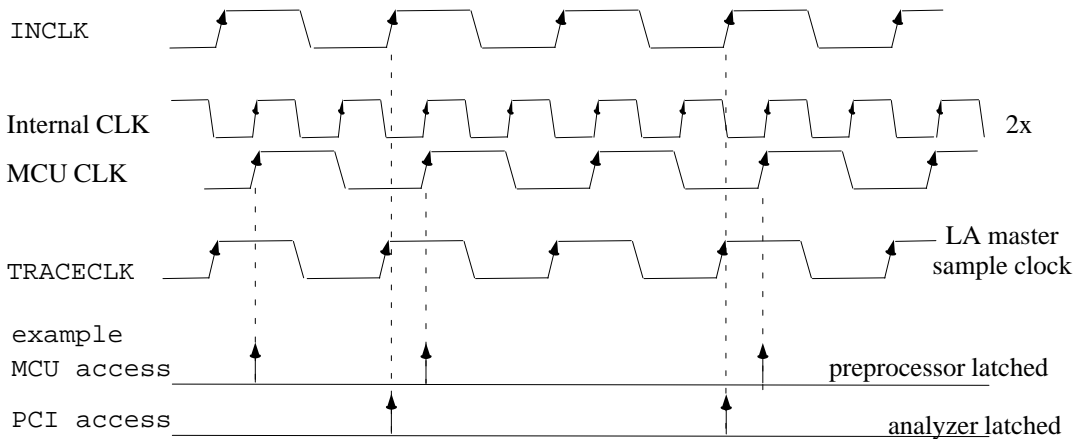 INCLK
Internal CLK
2x
MCU CLK
TRACECLK
LA master
sample clock
example
MCU access
preprocessor latched
PCI access
analyzer latched